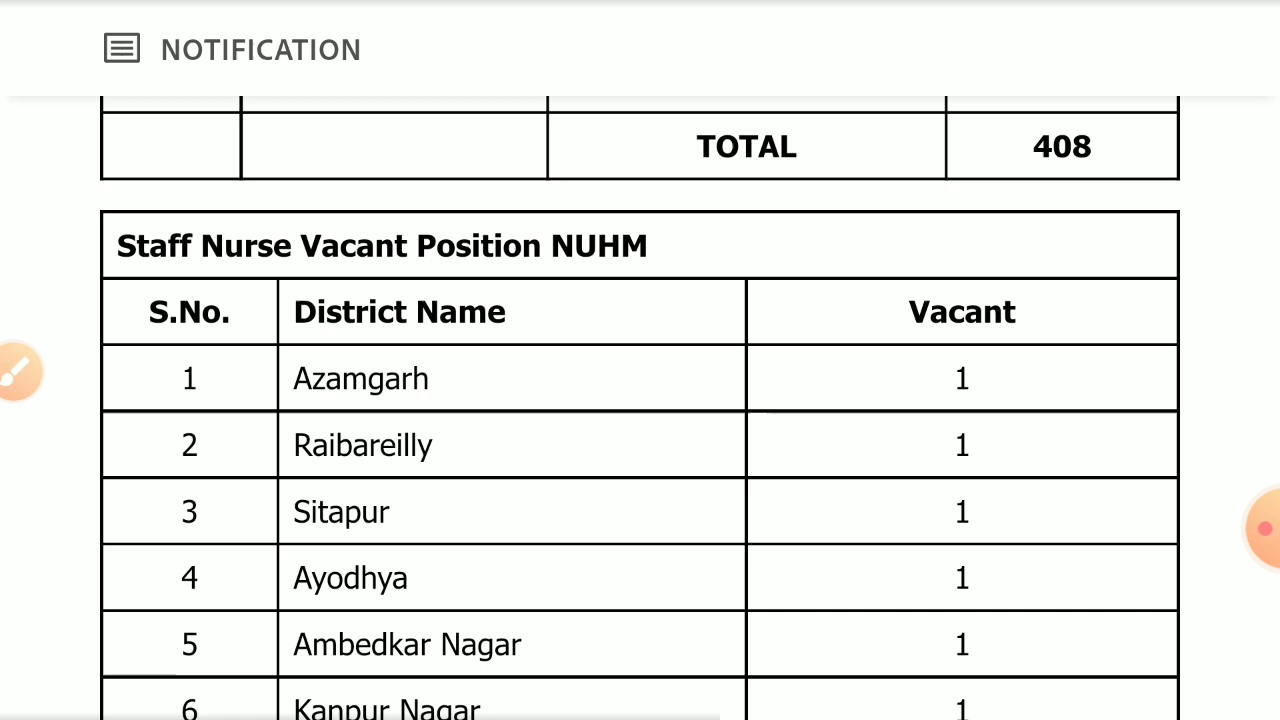 NOTIFICATION
TOTAL 408
Staff Nurse Vacant Position NUHM
S.No. District Name Vacant
1 Azamgarh 1
2 Raibareilly 1
3 Sitapur 1
4 Ayodhya 1
5 Ambedkar Nagar 1
6 Kanpur Nagar 1